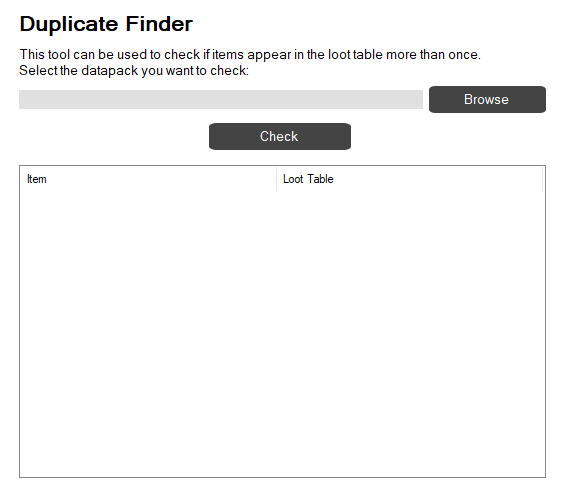 Duplicate Finder
This tool can be used to check if items appear in the loot table more than once.
Select the datapack you want to check:
Browse
Check
Item Loot Table